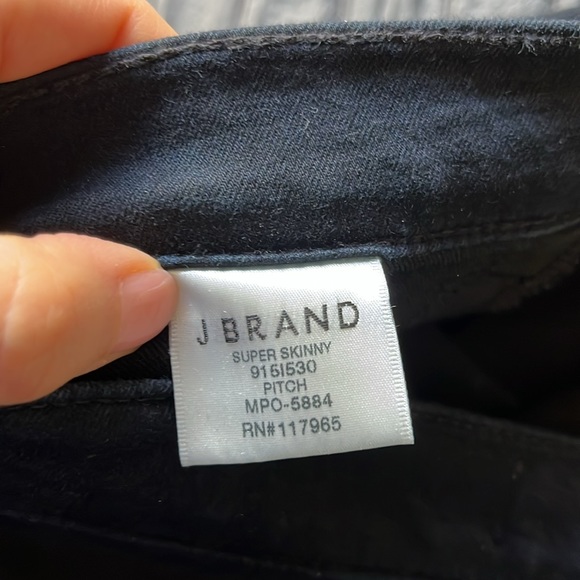 J BRAND
SUPER SKINNY
915I530
PITCH
MPO-5884
RN#117965